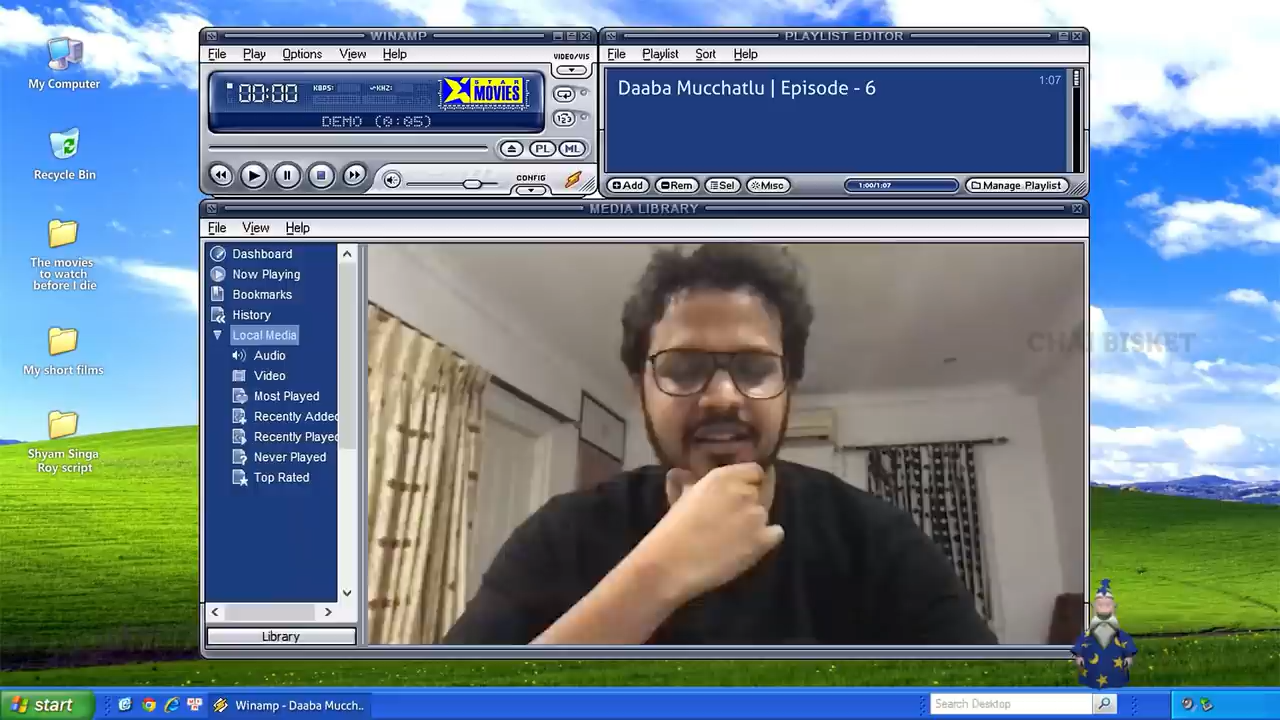 My Computer
Recycle Bin
The movies
to watch
before I die
My short films
Shyam Singa
Roy script
WINAMP
File Play Options View Help
VIDEO/VIS
00:00
KBPS:
KHZ:
STAR
MOVIES
DEMO (0:05)
PL ML
CONFIG
PLAYLIST EDITOR
File Playlist Sort Help
Daaba Mucchatlu | Episode - 6
1:07
Add Rem Sel Misc
1:00/1:07
Manage Playlist
MEDIA LIBRARY
File View Help
Dashboard
Now Playing
Bookmarks
History
Local Media
Audio
Video
Most Played
Recently Added
Recently Playe
Never Played
Top Rated
Library
CHAI BISKET
start
Winamp - Daaba Mucch..
Search Desktop